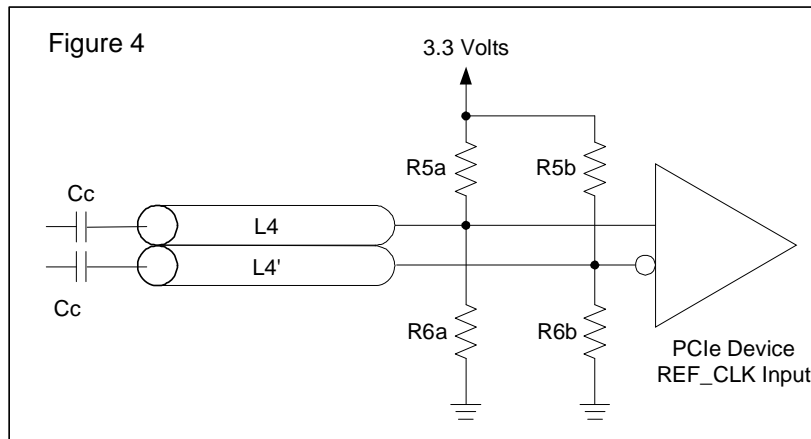 Figure 4
3.3 Volts
R5a
R5b
Cc
L4
L4'
Cc
R6a
R6b
PCIe Device
REF_CLK Input